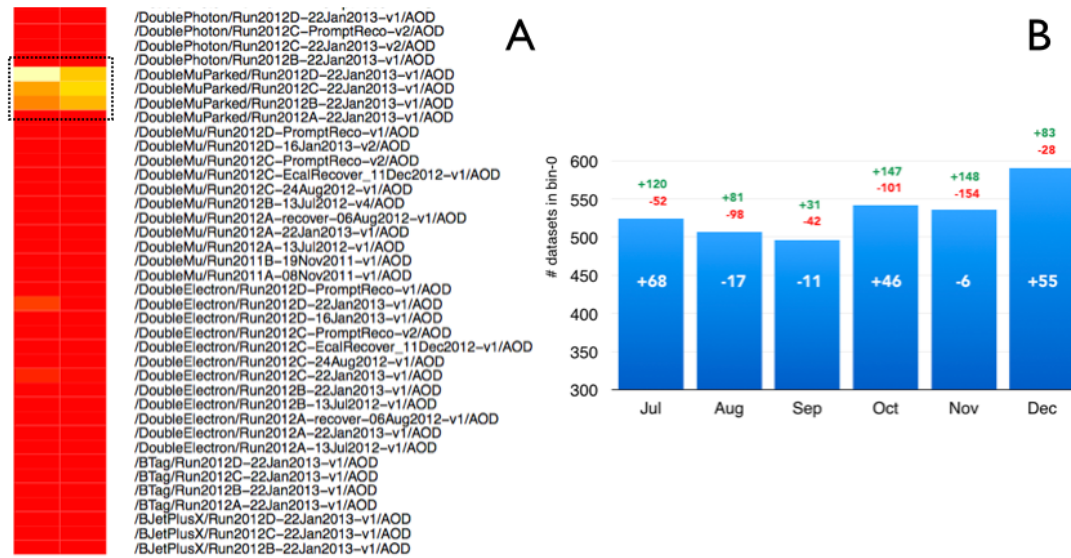 /DoublePhoton/Run2012D-22Jan2013-v1/AOD
/DoublePhoton/Run2012C-PromptReco-v2/AOD
/DoublePhoton/Run2012C-22Jan2013-v2/AOD
/DoublePhoton/Run2012B-22Jan2013-v1/AOD
/DoubleMuParked/Run2012D-22Jan2013-v1/AOD
/DoubleMuParked/Run2012C-22Jan2013-v1/AOD
/DoubleMuParked/Run2012B-22Jan2013-v1/AOD
/DoubleMuParked/Run2012A-22Jan2013-v1/AOD
/DoubleMu/Run2012D-PromptReco-v1/AOD
/DoubleMu/Run2012D-16Jan2013-v2/AOD
/DoubleMu/Run2012C-PromptReco-v2/AOD
/DoubleMu/Run2012C-EcalRecover_11Dec2012-v1/AOD
/DoubleMu/Run2012C-24Aug2012-v1/AOD
/DoubleMu/Run2012B-13Jul2012-v4/AOD
/DoubleMu/Run2012A-recover-06Aug2012-v1/AOD
/DoubleMu/Run2012A-22Jan2013-v1/AOD
/DoubleMu/Run2012A-13Jul2012-v1/AOD
/DoubleMu/Run2011B-19Nov2011-v1/AOD
/DoubleMu/Run2011A-08Nov2011-v1/AOD
/DoubleElectron/Run2012D-PromptReco-v1/AOD
/DoubleElectron/Run2012D-22Jan2013-v1/AOD
/DoubleElectron/Run2012D-16Jan2013-v1/AOD
/DoubleElectron/Run2012C-PromptReco-v2/AOD
/DoubleElectron/Run2012C-EcalRecover_11Dec2012-v1/AOD
/DoubleElectron/Run2012C-24Aug2012-v1/AOD
/DoubleElectron/Run2012C-22Jan2013-v1/AOD
/DoubleElectron/Run2012B-22Jan2013-v1/AOD
/DoubleElectron/Run2012B-13Jul2012-v1/AOD
/DoubleElectron/Run2012A-recover-06Aug2012-v1/AOD
/DoubleElectron/Run2012A-22Jan2013-v1/AOD
/DoubleElectron/Run2012A-13Jul2012-v1/AOD
/BTag/Run2012D-22Jan2013-v1/AOD
/BTag/Run2012C-22Jan2013-v1/AOD
/BTag/Run2012B-22Jan2013-v1/AOD
/BTag/Run2012A-22Jan2013-v1/AOD
/BJetPlusX/Run2012D-22Jan2013-v1/AOD
/BJetPlusX/Run2012C-22Jan2013-v1/AOD
/BJetPlusX/Run2012B-22Jan2013-v1/AOD
A
B
# datasets in bin-0
600
550
500
450
400
350
300
+120
-52
+68
Jul
+81
-98
-17
Aug
+31
-42
-11
Sep
+147
-101
+46
Oct
+148
-154
-6
Nov
+83
-28
+55
Dec